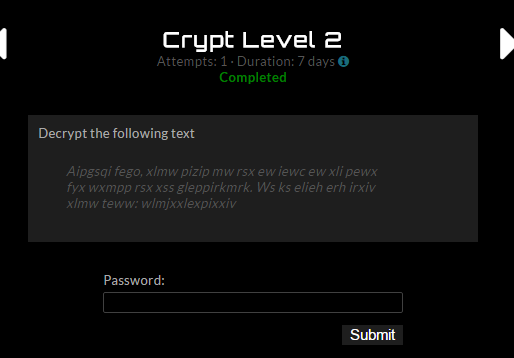 Crypt Level 2
Attempts: 1 · Duration: 7 days
Completed
Decrypt the following text
Aipgsqi fego, xlmw pizip mw rsx ew iewc ew xli pewx
fyx wxmpp rsx xss gleppirkmrk. Ws ks elieh erh irxiv
xlmw teww: wlmjxxlexpixxiv
Password:
Submit